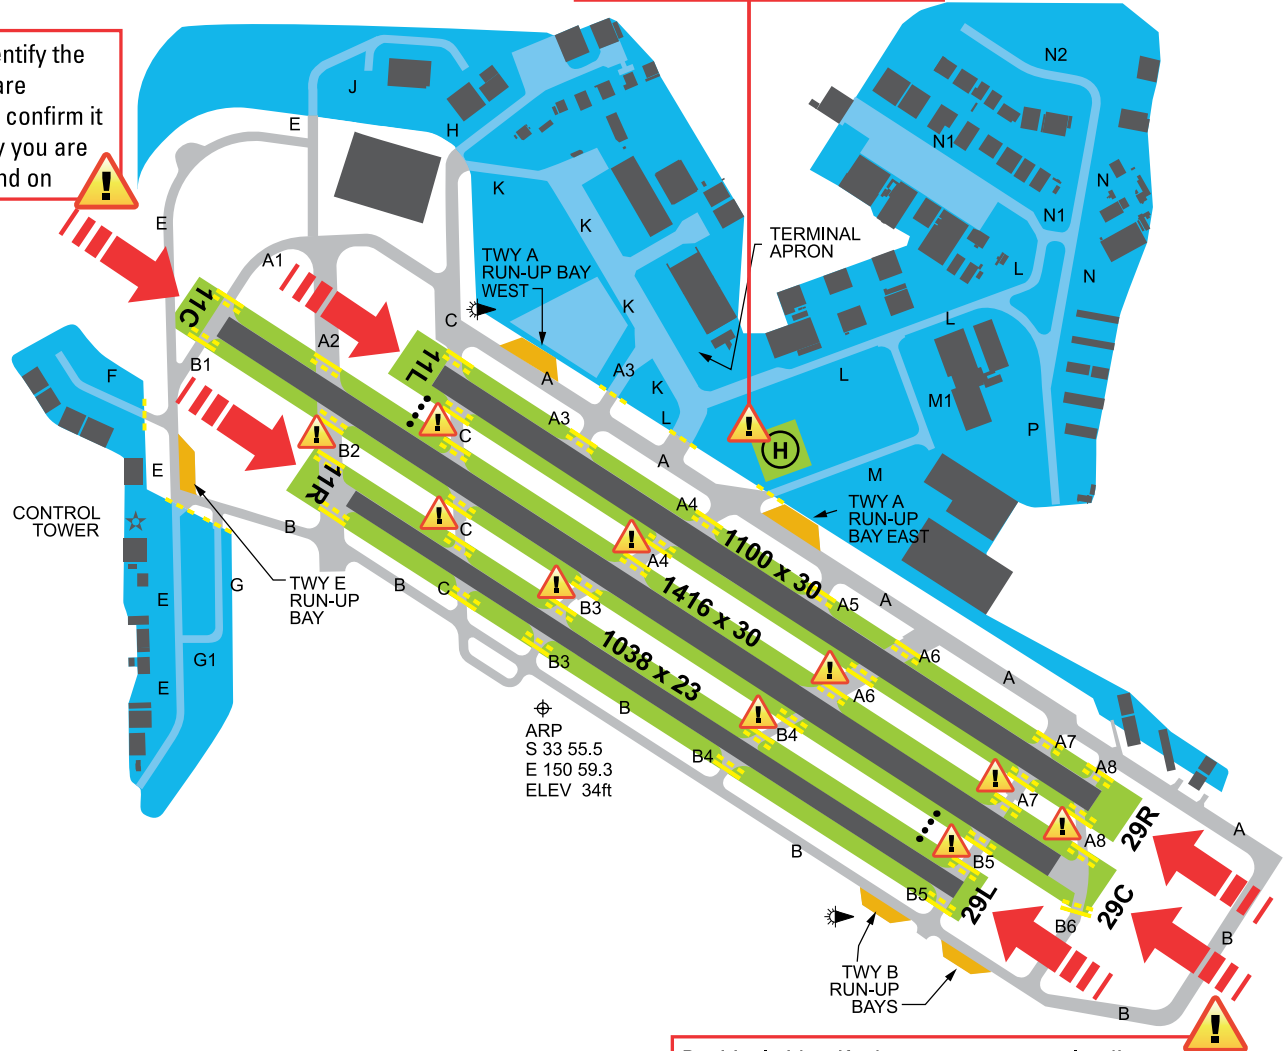 entify the
are
confirm it
y you are
nd on
J
E
H
N2
N1
K
N
E
N1
K
A1
TERMINAL
APRON
TWY A
RUN-UP BAY
WEST
L
N
K
11C
C
L
A2
B1
11L
A3
A
K
L
F
M1
A3
L
P
C
B2
A
H
E
11R
M
A4
CONTROL
TOWER
B
C
TWY A
RUN-UP
BAY EAST
1100 x 30
A4
B
C
G
E
TWY E
RUN-UP
BAY
1416 x 30
B3
A5
A
G1
B3
1038 x 23
A6
A
E
A6
B
ARP
S 33 55.5
E 150 59.3
ELEV 34ft
B4
B4
A7
A8
A7
29R
A
A8
B
B5
B5
29L
29C
B6
B
TWY B
RUN-UP
BAYS
B